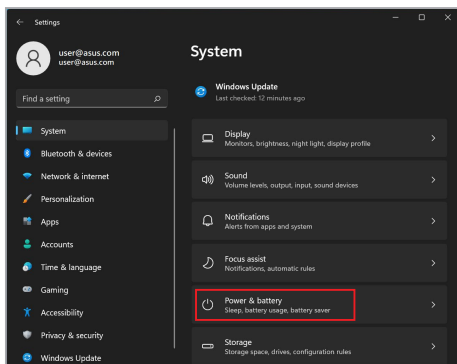 Settings
user@asus.com
user@asus.com
Find a setting
System
Bluetooth & devices
Network & internet
Personalization
Apps
Accounts
Time & language
Gaming
Accessibility
Privacy & security
Windows Update
System
Windows Update
Last checked: 12 minutes ago
Display
Monitors, brightness, night light, display profile
Sound
Volume levels, output, input, sound devices
Notifications
Alerts from apps and system
Focus assist
Notifications, automatic rules
Power & battery
Sleep, battery usage, battery saver
Storage
Storage space, drives, configuration rules